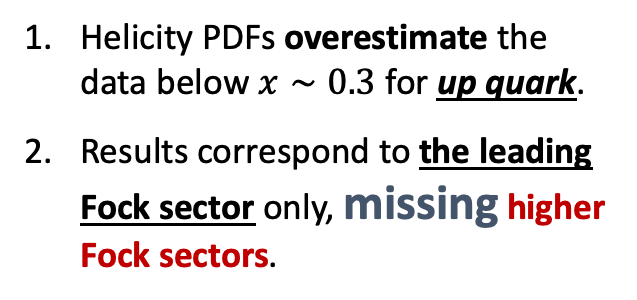 1. Helicity PDFs overestimate the
data below x ~ 0.3 for up quark.
2. Results correspond to the leading
Fock sector only, missing higher
Fock sectors.